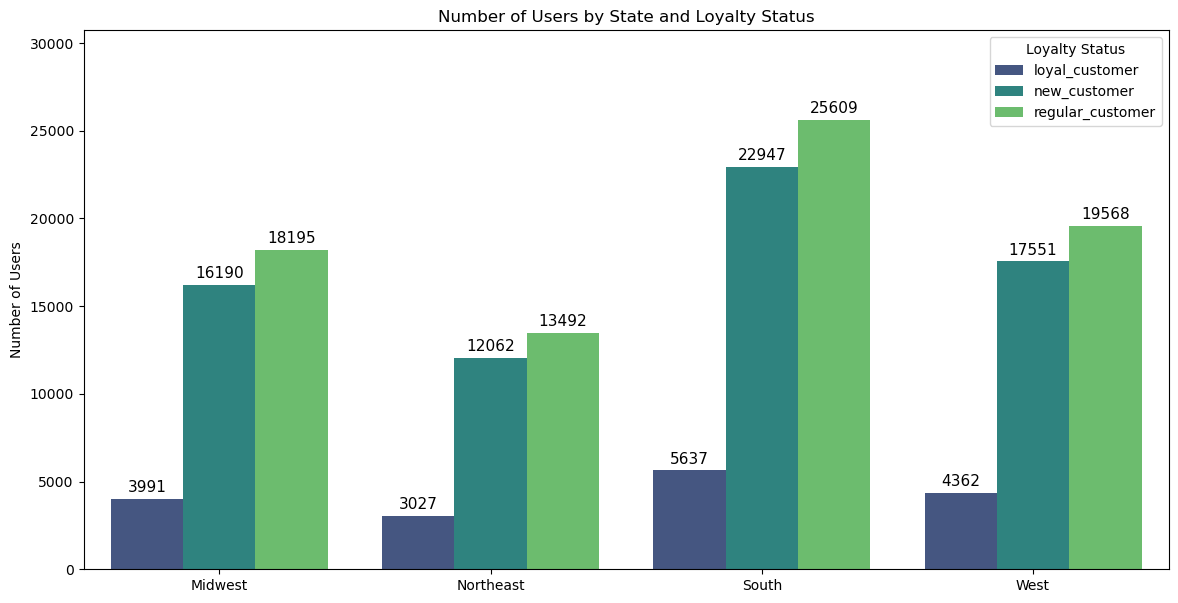 Number of Users by State and Loyalty Status
Number of Users
30000
25000
20000
15000
10000
5000
0
Loyalty Status
loyal_customer
new_customer
regular_customer
3991
16190
18195
3027
12062
13492
5637
22947
25609
4362
17551
19568
Midwest
Northeast
South
West